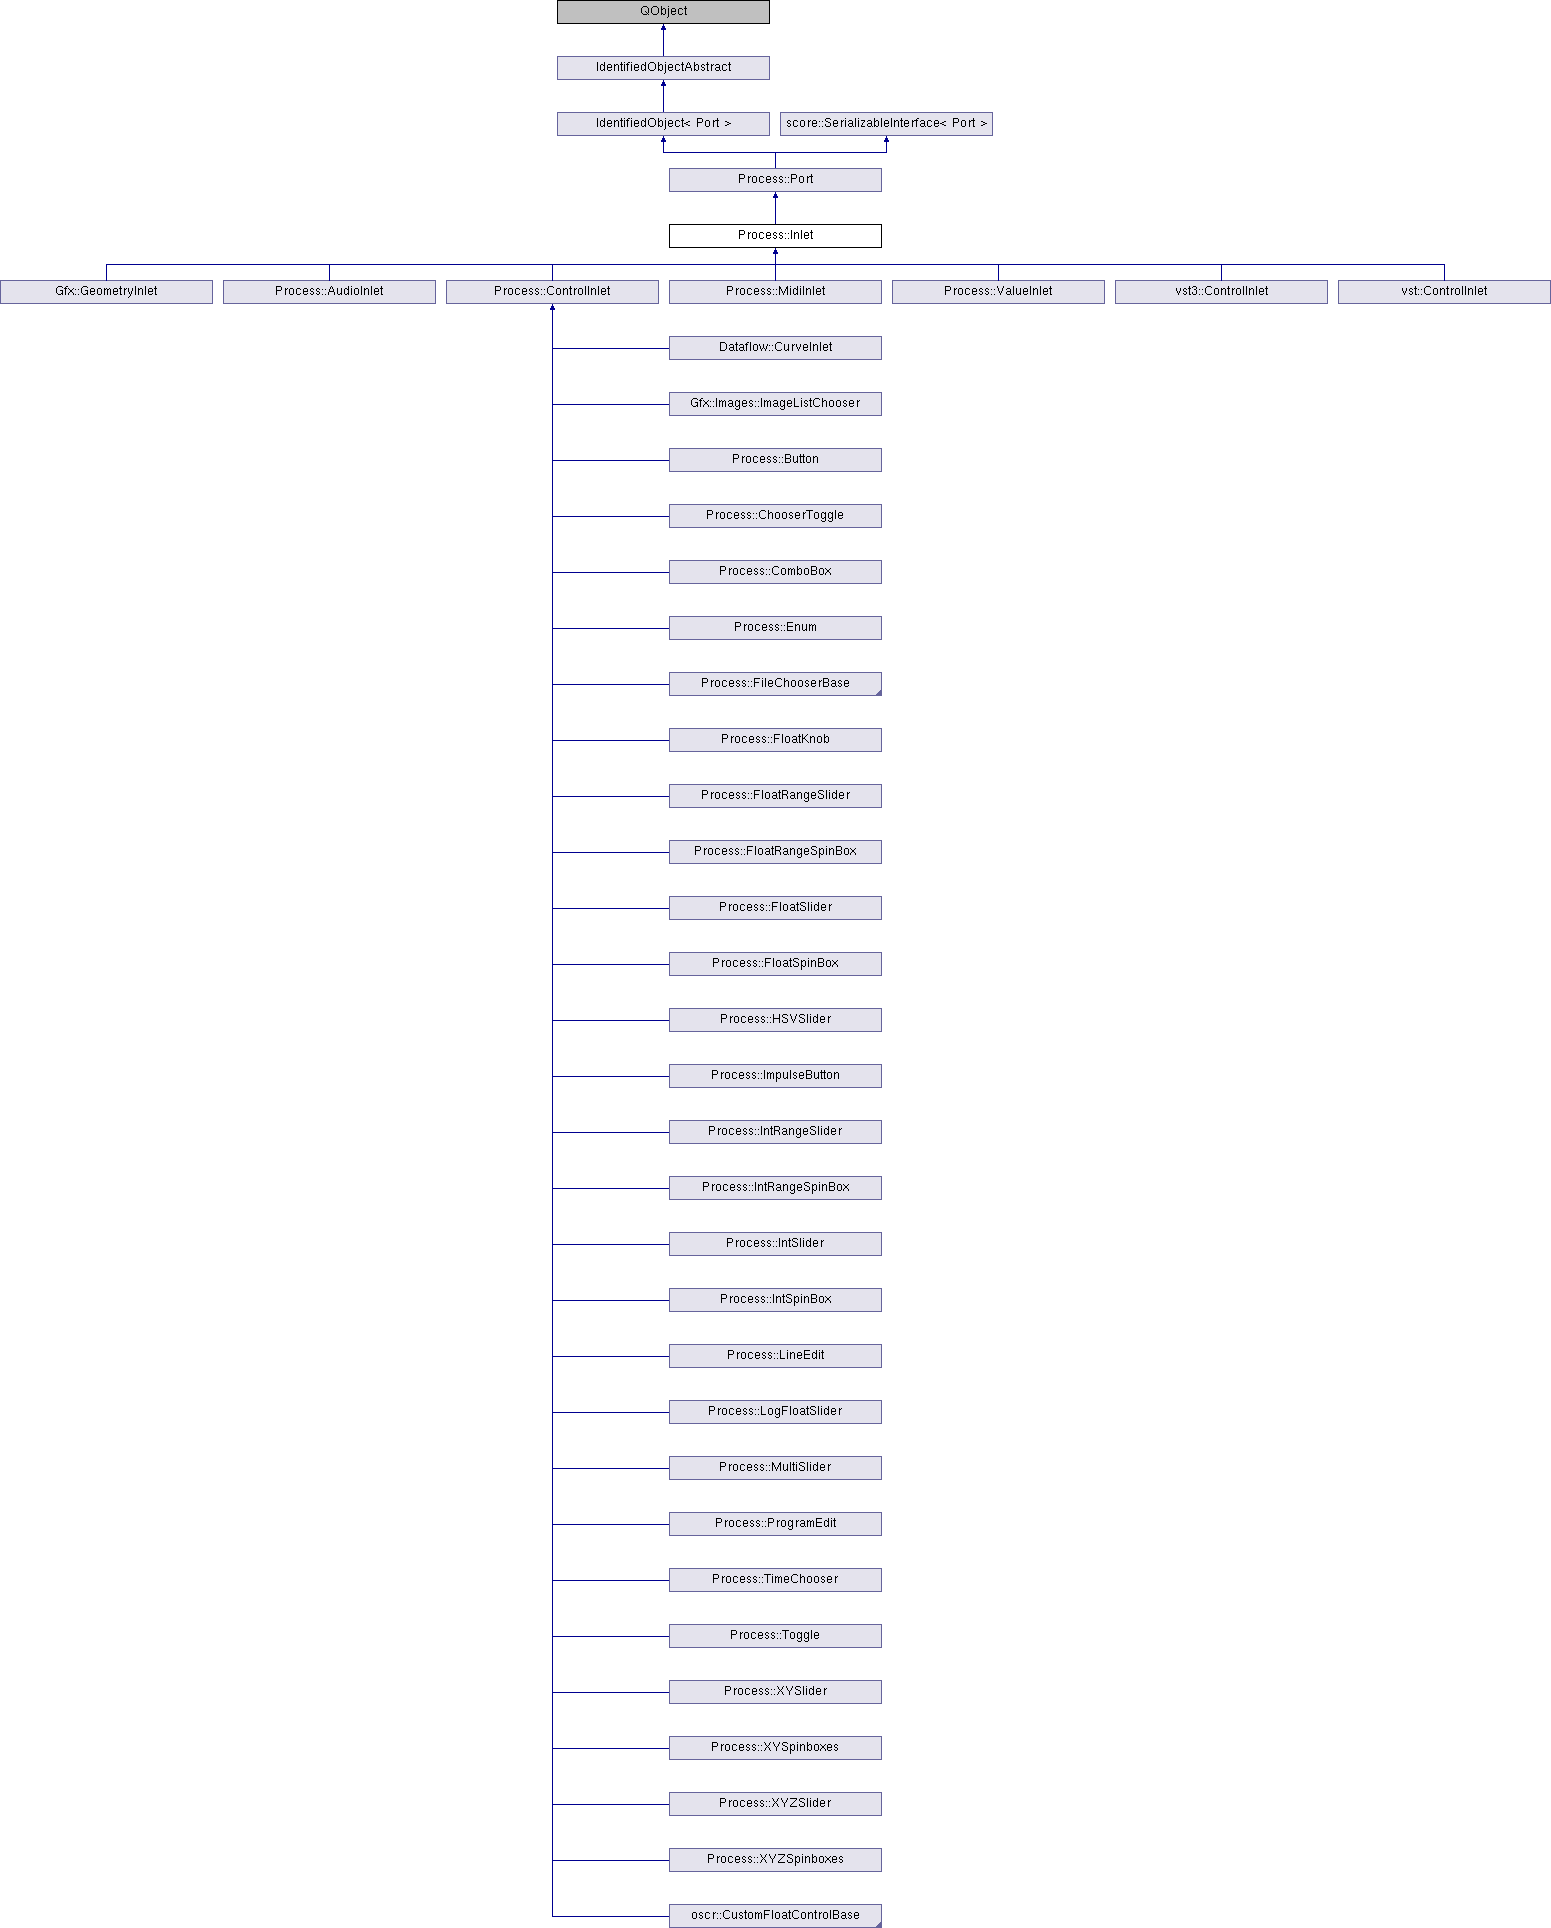 QObject
IdentifiedObjectAbstract
IdentifiedObject< Port >
score::SerializableInterface< Port >
Process::Port
Process::Inlet
Gfx::GeometryInlet
Process::AudioInlet
Process::ControlInlet
Process::MidiInlet
Process::ValueInlet
vst3::ControlInlet
vst::ControlInlet
Dataflow::CurveInlet
Gfx::Images::ImageListChooser
Process::Button
Process::ChooserToggle
Process::ComboBox
Process::Enum
Process::FileChooserBase
Process::FloatKnob
Process::FloatRangeSlider
Process::FloatRangeSpinBox
Process::FloatSlider
Process::FloatSpinBox
Process::HSVSlider
Process::ImpulseButton
Process::IntRangeSlider
Process::IntRangeSpinBox
Process::IntSlider
Process::IntSpinBox
Process::LineEdit
Process::LogFloatSlider
Process::MultiSlider
Process::ProgramEdit
Process::TimeChooser
Process::Toggle
Process::XYSlider
Process::XYSpinboxes
Process::XYZSlider
Process::XYZSpinboxes
oscr::CustomFloatControlBase